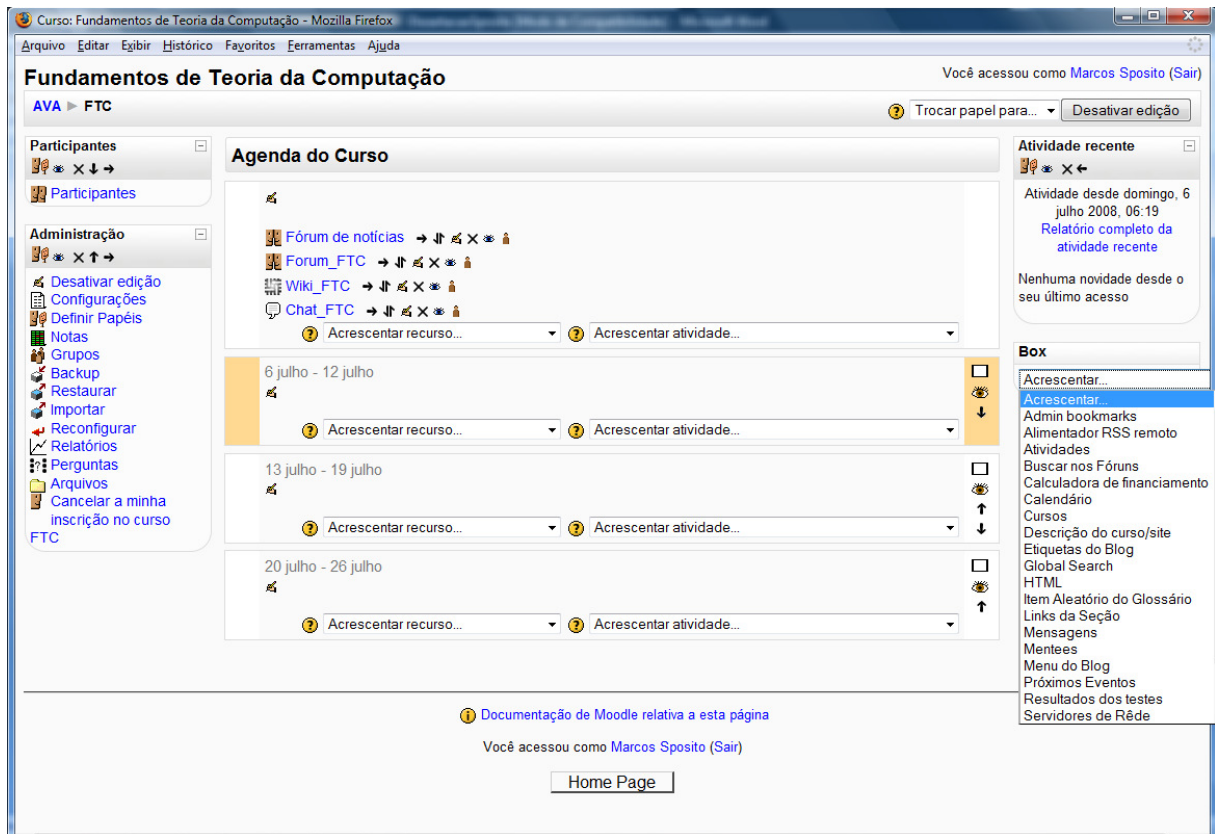 Curso: Fundamentos de Teoria da Computação - Mozilla Firefox
Arquivo Editar Exibir Histórico Favoritos Ferramentas Ajuda
Fundamentos de Teoria da Computação
Você acessou como Marcos Sposito (Sair)
AVA ► FTC
Trocar papel para...
Desativar edição
Participantes
Participantes
Administração
Desativar edição
Configurações
Definir Papéis
Notas
Grupos
Backup
Restaurar
Importar
Reconfigurar
Relatórios
Perguntas
Arquivos
Cancelar a minha
inscrição no curso
FTC
Agenda do Curso
Fórum de notícias
Forum_FTC
Wiki_FTC
Chat_FTC
Acrescentar recurso... Acrescentar atividade...
6 julho - 12 julho
Acrescentar recurso... Acrescentar atividade...
13 julho - 19 julho
Acrescentar recurso... Acrescentar atividade...
20 julho - 26 julho
Acrescentar recurso... Acrescentar atividade...
Atividade recente
Atividade desde domingo, 6
julho 2008, 06:19
Relatório completo da
atividade recente
Nenhuma novidade desde o
seu último acesso
Box
Acrescentar...
Acrescentar...
Admin bookmarks
Alimentador RSS remoto
Atividades
Buscar nos Fóruns
Calculadora de financiamento
Calendário
Cursos
Descrição do curso/site
Etiquetas do Blog
Global Search
HTML
Item Aleatório do Glossário
Links da Seção
Mensagens
Mentees
Menu do Blog
Próximos Eventos
Resultados dos testes
Servidores de Rêde
Documentação de Moodle relativa a esta página
Você acessou como Marcos Sposito (Sair)
Home Page